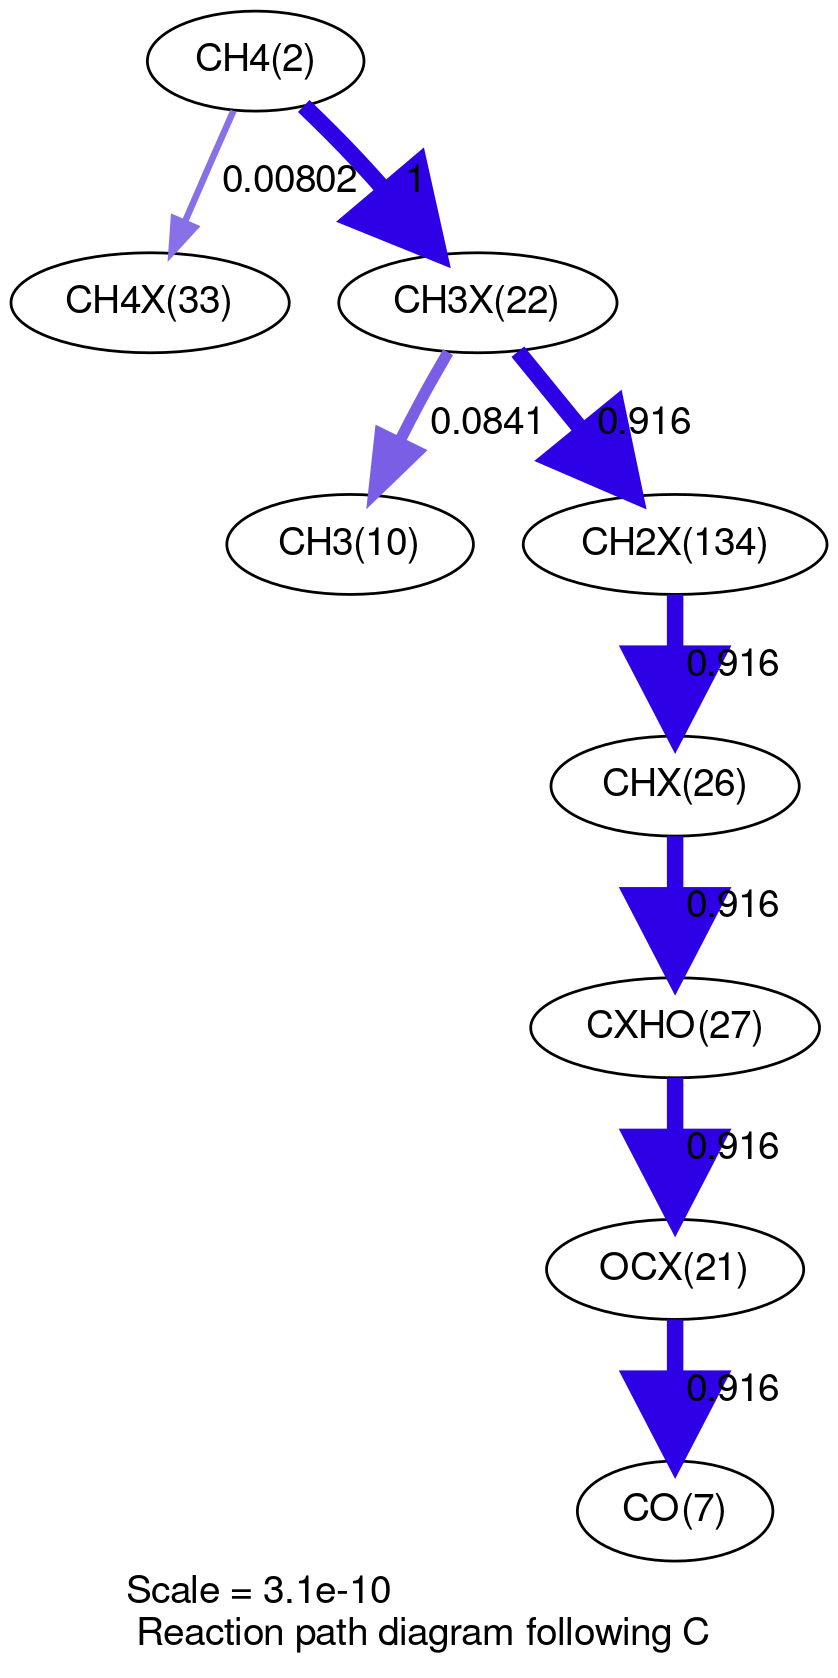 CH4(2)
0.00802
1
CH4X(33)
CH3X(22)
0.0841
0.916
CH3(10)
CH2X(134)
0.916
CHX(26)
0.916
CXHO(27)
0.916
OCX(21)
0.916
CO(7)
Scale = 3.1e-10
Reaction path diagram following C